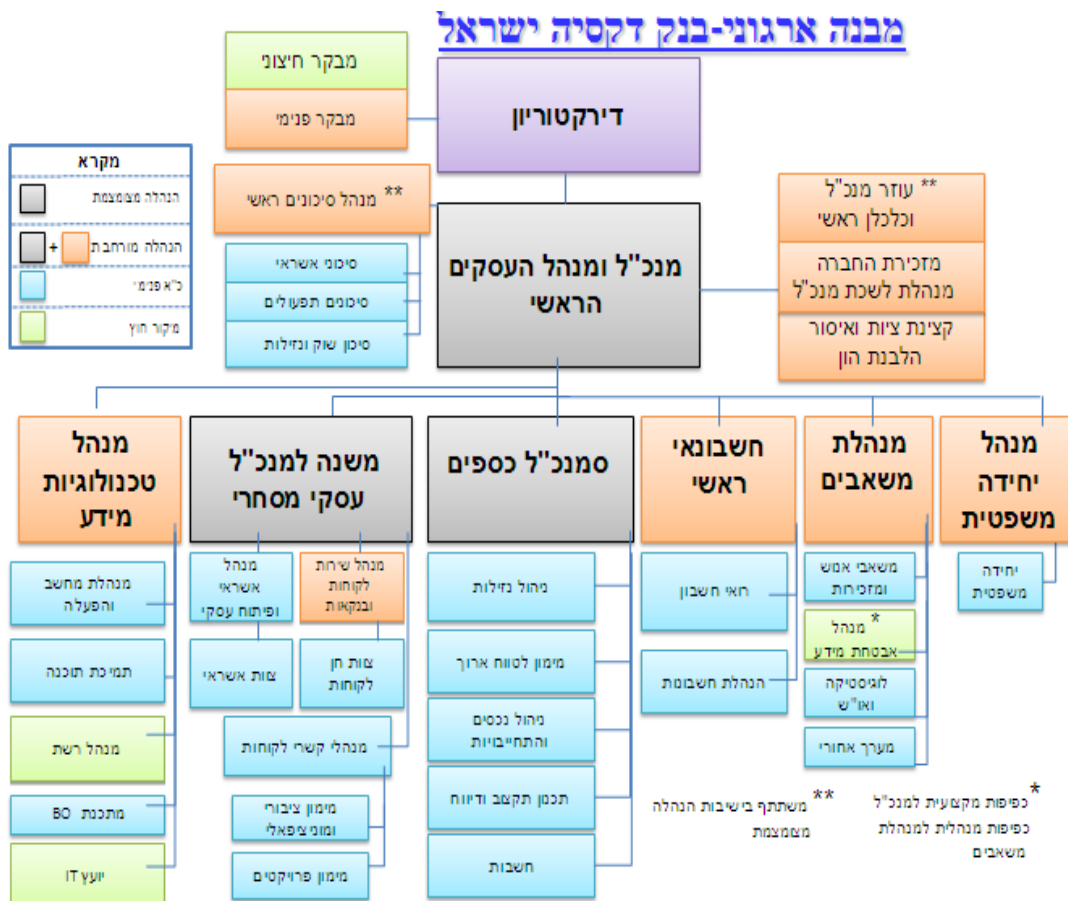 מבנה ארגוני-בנק דקסיה ישראל
מבקר חיצוני
מבקר פנימי
דירקטוריון
מקרא
הנהלה מצומצמת
הנהלה מורחבת + 
כ"א פנימי
מיקור חוץ
** מנהל סיכונים ראשי
סיכוני אשראי
סיכונים תפעולים
סיכון שוק ונזילות
מנכ"ל ומנהל העסקים
הראשי
** עוזר מנכ"ל
וכלכלן ראשי
מזכירת החברה
מנהלת לשכת מנכ"ל
קצינת ציות ואיסור
הלבנת הון
מנהל
יחידה
משפטית
יחידה
משפטית
מנהלת
משאבים
משאבי אנוש
ומזכירות
* מנהל
אבטחת מידע
לוגיסטיקה
ואו"ש
מערך אחורי
חשבונאי
ראשי
רואי חשבון
הנהלת חשבונות
סמנכ"ל כספים
ניהול נזילות
מימון לטווח ארוך
ניהול נכסים
והתחייבויות
תכנון תקצוב ודיווח
חשבות
משנה למנכ"ל
עסקי מסחרי
מנהל שירות
לקוחות
ובנקאות
צוות חן
לקוחות
מנהל
אשראי
ופיתוח עסקי
צוות אשראי
מנהלי קשרי לקוחות
מימון ציבורי
ומוניציפאלי
מימון פרויקטים
מנהל
טכנולוגיות
מידע
מנהלת מחשב
והפעלה
תמיכת תוכנה
מנהל רשת
מתכנת BO
יועץ IT
* כפיפות מקצועית למנכ"ל
כפיפות מנהלית למנהלת
משאבים
** משתתף בישיבות הנהלה
מצומצמת